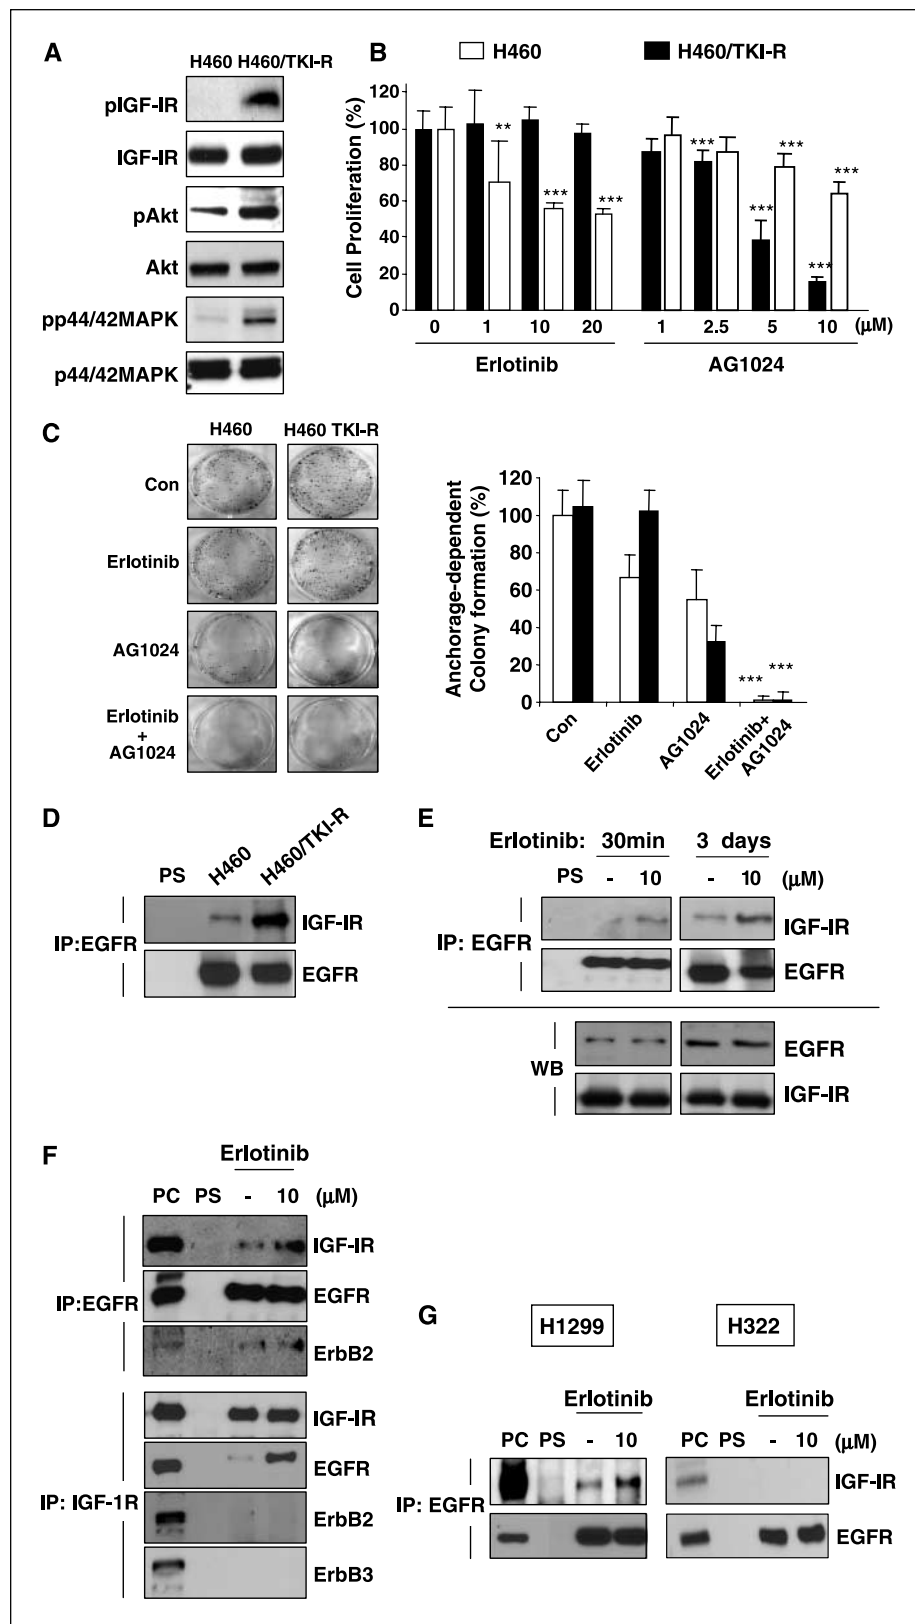 A
H460 H460/TKI-R
pIGF-IR
IGF-IR
pAkt
Akt
pp44/42MAPK
p44/42MAPK
B
H460 H460/TKI-R
Cell Proliferation (%)
120
100
80
60
40
20
0
** *** *** *** *** *** *** ***
0 1 10 20 1 2.5 5 10 (μM)
Erlotinib AG1024
C
H460 H460 TKI-R
Con
Erlotinib
AG1024
Erlotinib
+
AG1024
Anchorage-dependent
Colony formation (%)
120
100
80
60
40
20
0
*** ***
Con Erlotinib AG1024 Erlotinib+
AG1024
D
PS H460 H460/TKI-R
IP:EGFR
IGF-IR
EGFR
E
Erlotinib: 30min 3 days
PS - 10 - 10 (μM)
IP: EGFR
IGF-IR
EGFR
WB
EGFR
IGF-IR
F
Erlotinib
PC PS - 10 (μM)
IP:EGFR
IGF-IR
EGFR
ErbB2
IP: IGF-1R
IGF-IR
EGFR
ErbB2
ErbB3
G
H1299 H322
Erlotinib Erlotinib
PC PS - 10 PC PS - 10 (μM)
IP: EGFR
IGF-IR
EGFR